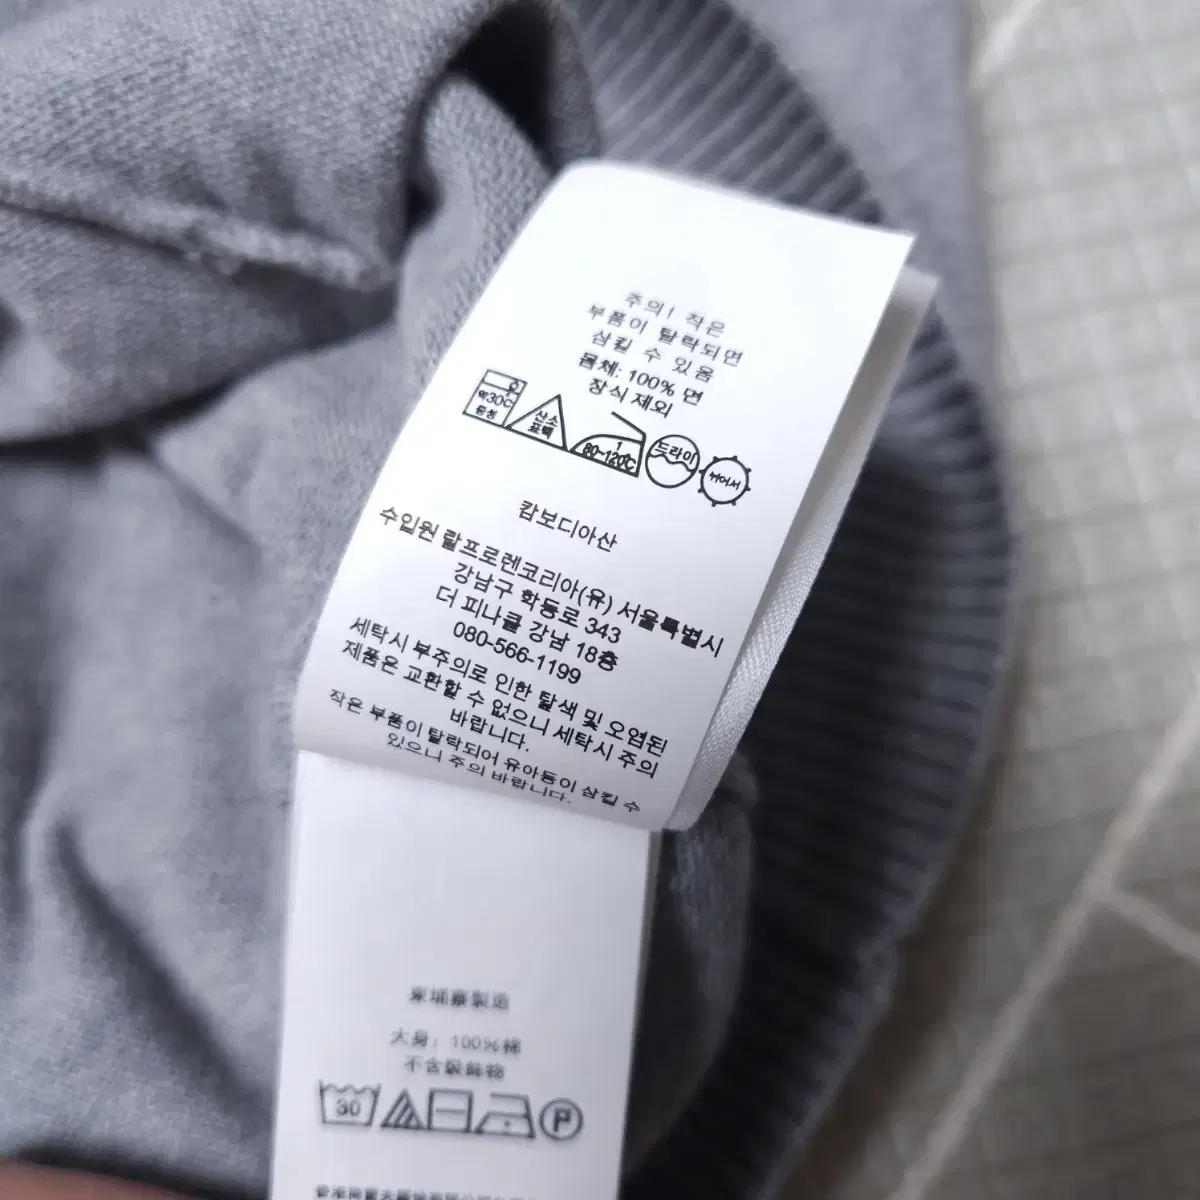 주의! 작은
부품이 탈락되면
삼킬 수 있음
몸체: 100% 면
장식 제외
약30℃
중성
산소
표백
1
80~120℃
드라이
뉘어서
캄보디아산
수입원 랄프로렌코리아(유) 서울특별시
강남구 학동로 343
더 피나클 강남 18층
080-566-1199
세탁시 부주의로 인한 탈색 및 오염된
제품은 교환할 수 없으니 세탁시 주의
바랍니다.
작은 부품이 탈락되어 유아등이 삼킬 수
있으니 주의 바랍니다.
柬埔寨製造
大身: 100%棉
不含裝飾物
30
P